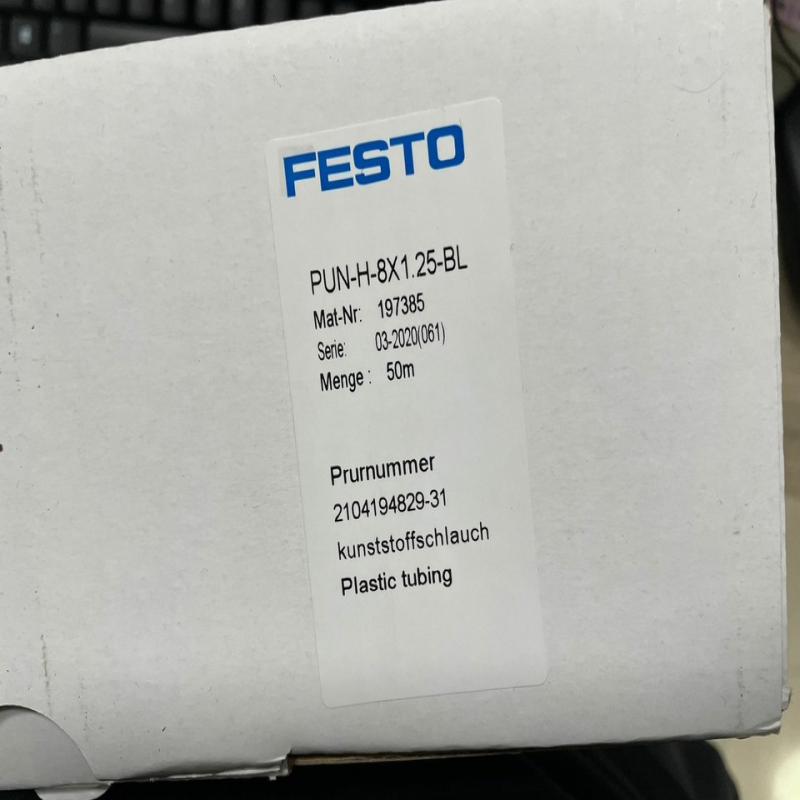 FESTO
PUN-H-8X1.25-BL
Mat-Nr: 197385
Serie: 03-2020(061)
Menge : 50m
Prurnummer
2104194829-31
kunststoffschlauch
Plastic tubing